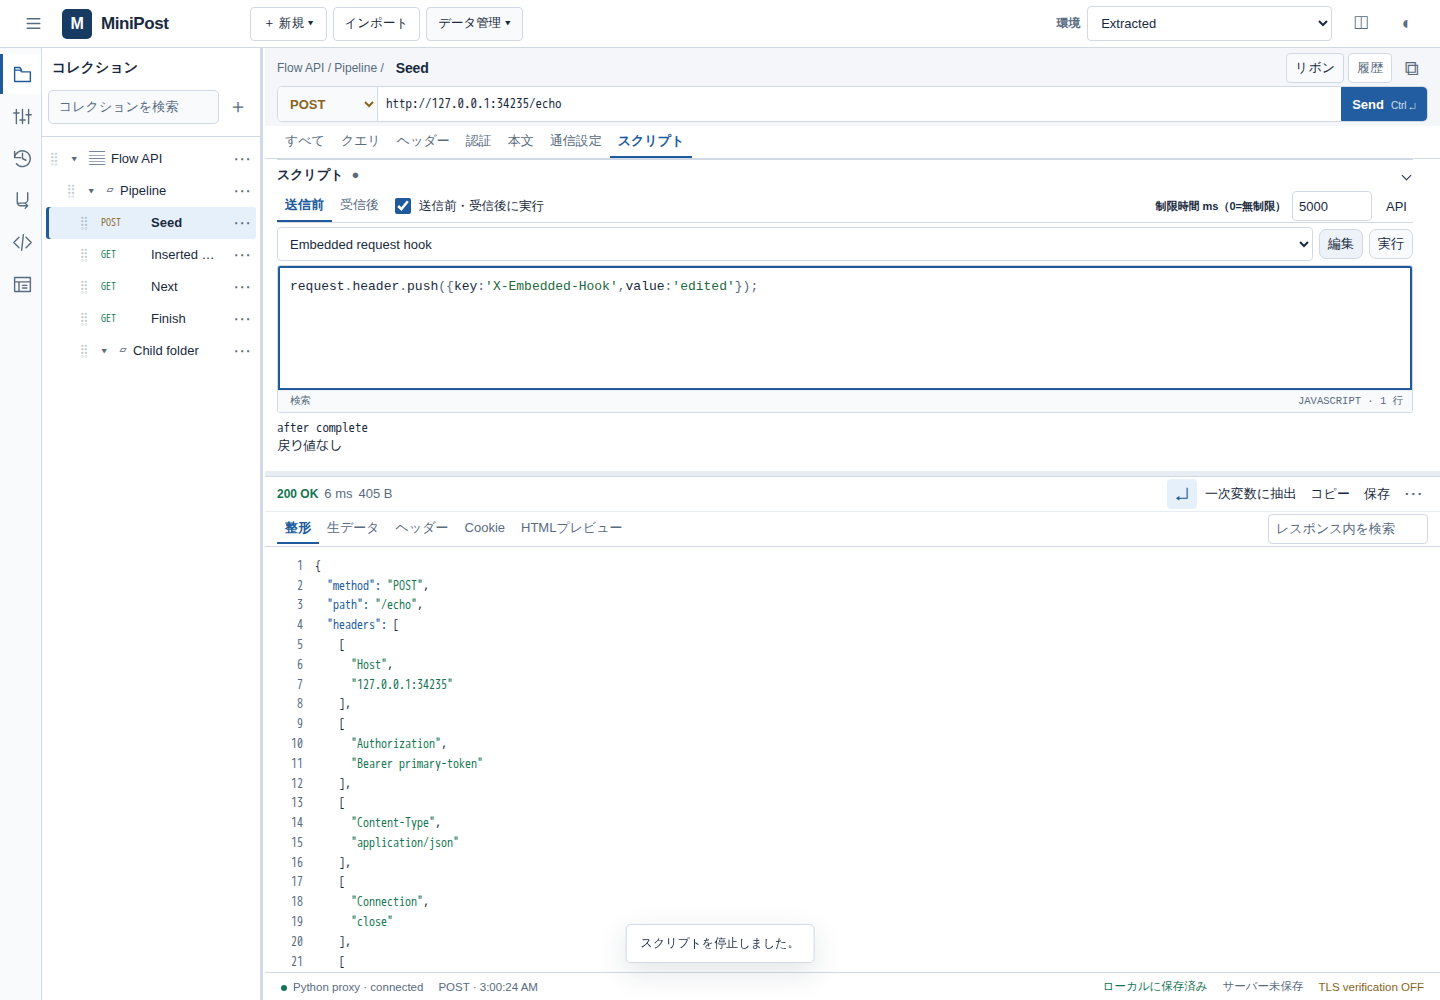 M MiniPost ＋ 新規 ▾ インポート データ管理 ▾ 環境 Extracted
コレクション
コレクションを検索 ＋
Flow API ···
Pipeline ···
POST Seed ···
GET Inserted … ···
GET Next ···
GET Finish ···
Child folder ···
Flow API / Pipeline / Seed リボン 履歴
POST http://127.0.0.1:34235/echo Send Ctrl ⏎
すべて クエリ ヘッダー 認証 本文 通信設定 スクリプト
スクリプト ●
送信前 受信後 送信前・受信後に実行 制限時間 ms（0=無制限） 5000 API
Embedded request hook 編集 実行
request.header.push({key:'X-Embedded-Hook',value:'edited'});
検索 JAVASCRIPT · 1 行
after complete
戻り値なし
200 OK 6 ms 405 B 一次変数に抽出 コピー 保存 ···
整形 生データ ヘッダー Cookie HTMLプレビュー レスポンス内を検索
1 {
2 "method": "POST",
3 "path": "/echo",
4 "headers": [
5 [
6 "Host",
7 "127.0.0.1:34235"
8 ],
9 [
10 "Authorization",
11 "Bearer primary-token"
12 ],
13 [
14 "Content-Type",
15 "application/json"
16 ],
17 [
18 "Connection",
19 "close"
20 ],
21 [
スクリプトを停止しました。
Python proxy · connected POST · 3:00:24 AM ローカルに保存済み サーバー未保存 TLS verification OFF